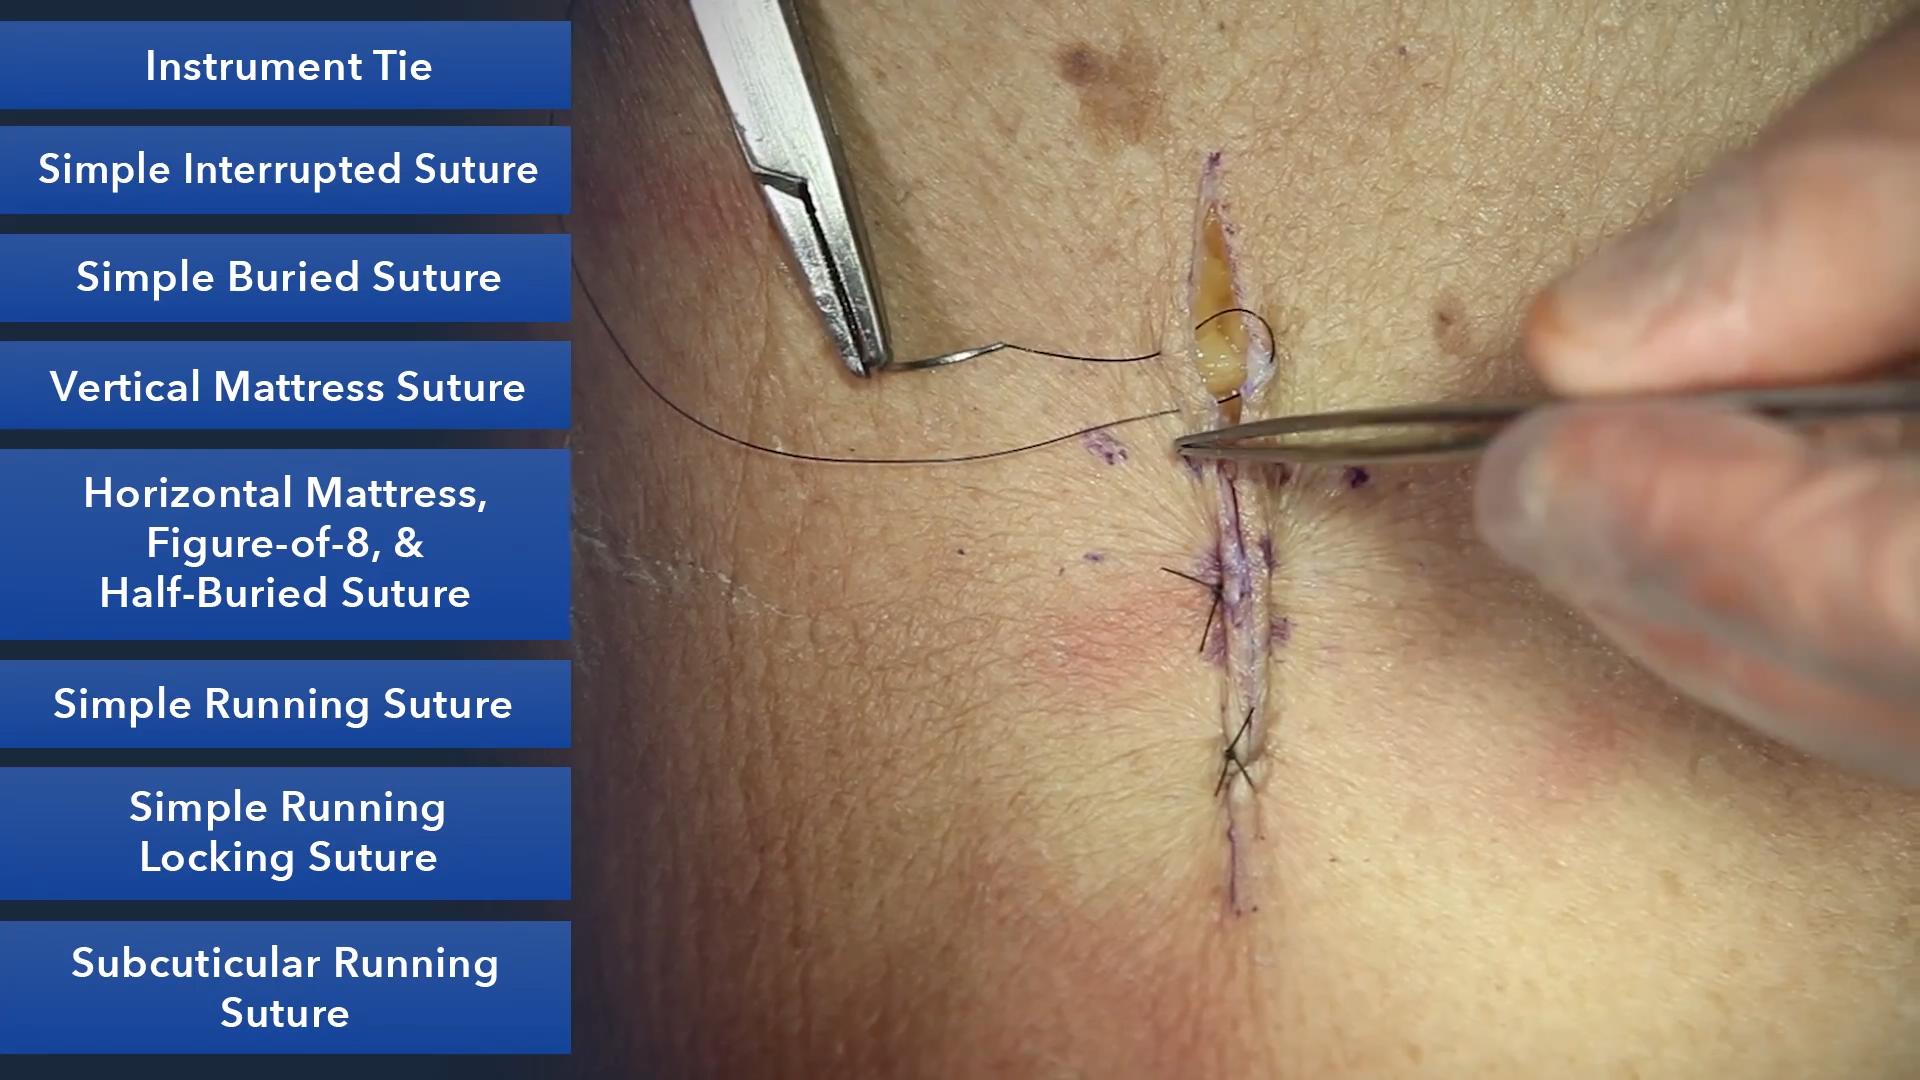 Instrument Tie
Simple Interrupted Suture
Simple Buried Suture
Vertical Mattress Suture
Horizontal Mattress,
Figure-of-8, &
Half-Buried Suture
Simple Running Suture
Simple Running
Locking Suture
Subcuticular Running
Suture